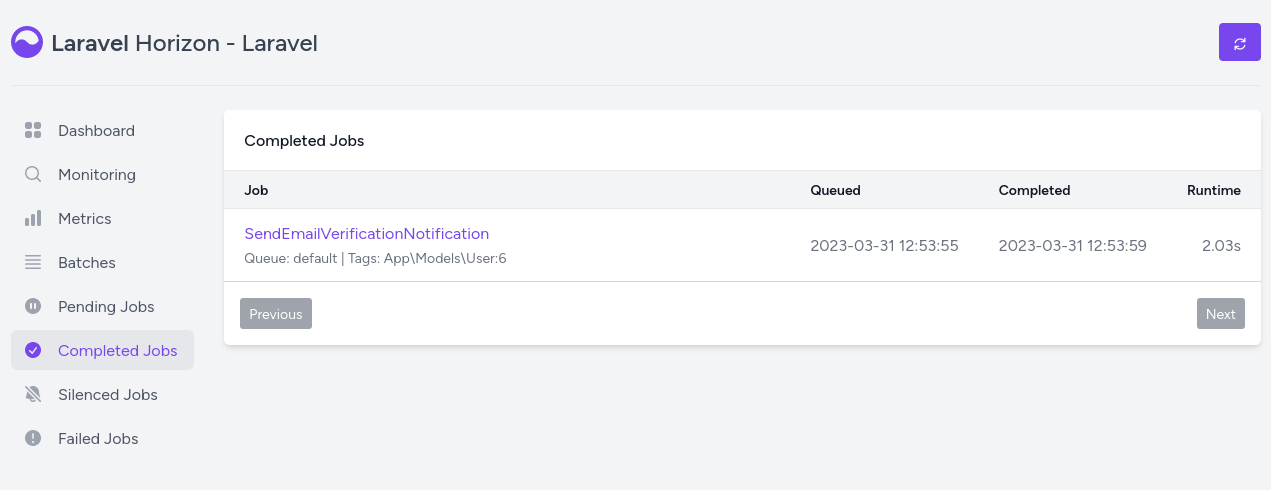 Laravel Horizon - Laravel
Dashboard
Monitoring
Metrics
Batches
Pending Jobs
Completed Jobs
Silenced Jobs
Failed Jobs
Completed Jobs
Job Queued Completed Runtime
SendEmailVerificationNotification
Queue: default | Tags: App\Models\User:6
2023-03-31 12:53:55 2023-03-31 12:53:59 2.03s
Previous Next